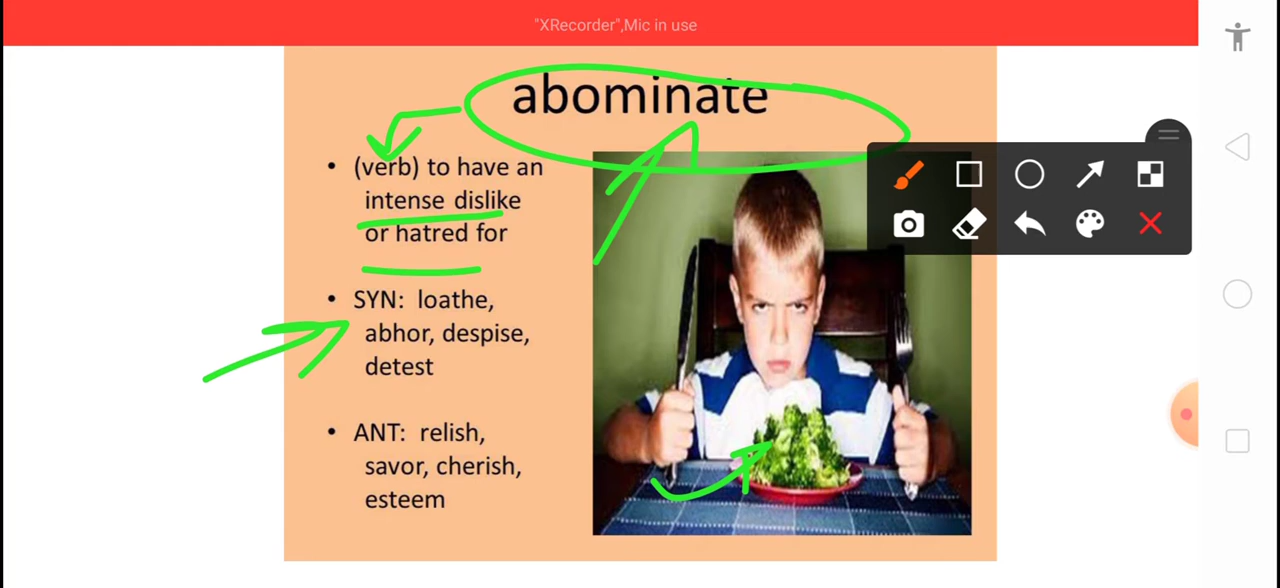 "XRecorder",Mic in use
abominate
• (verb) to have an
intense dislike
or hatred for
• SYN: loathe,
abhor, despise,
detest
• ANT: relish,
savor, cherish,
esteem